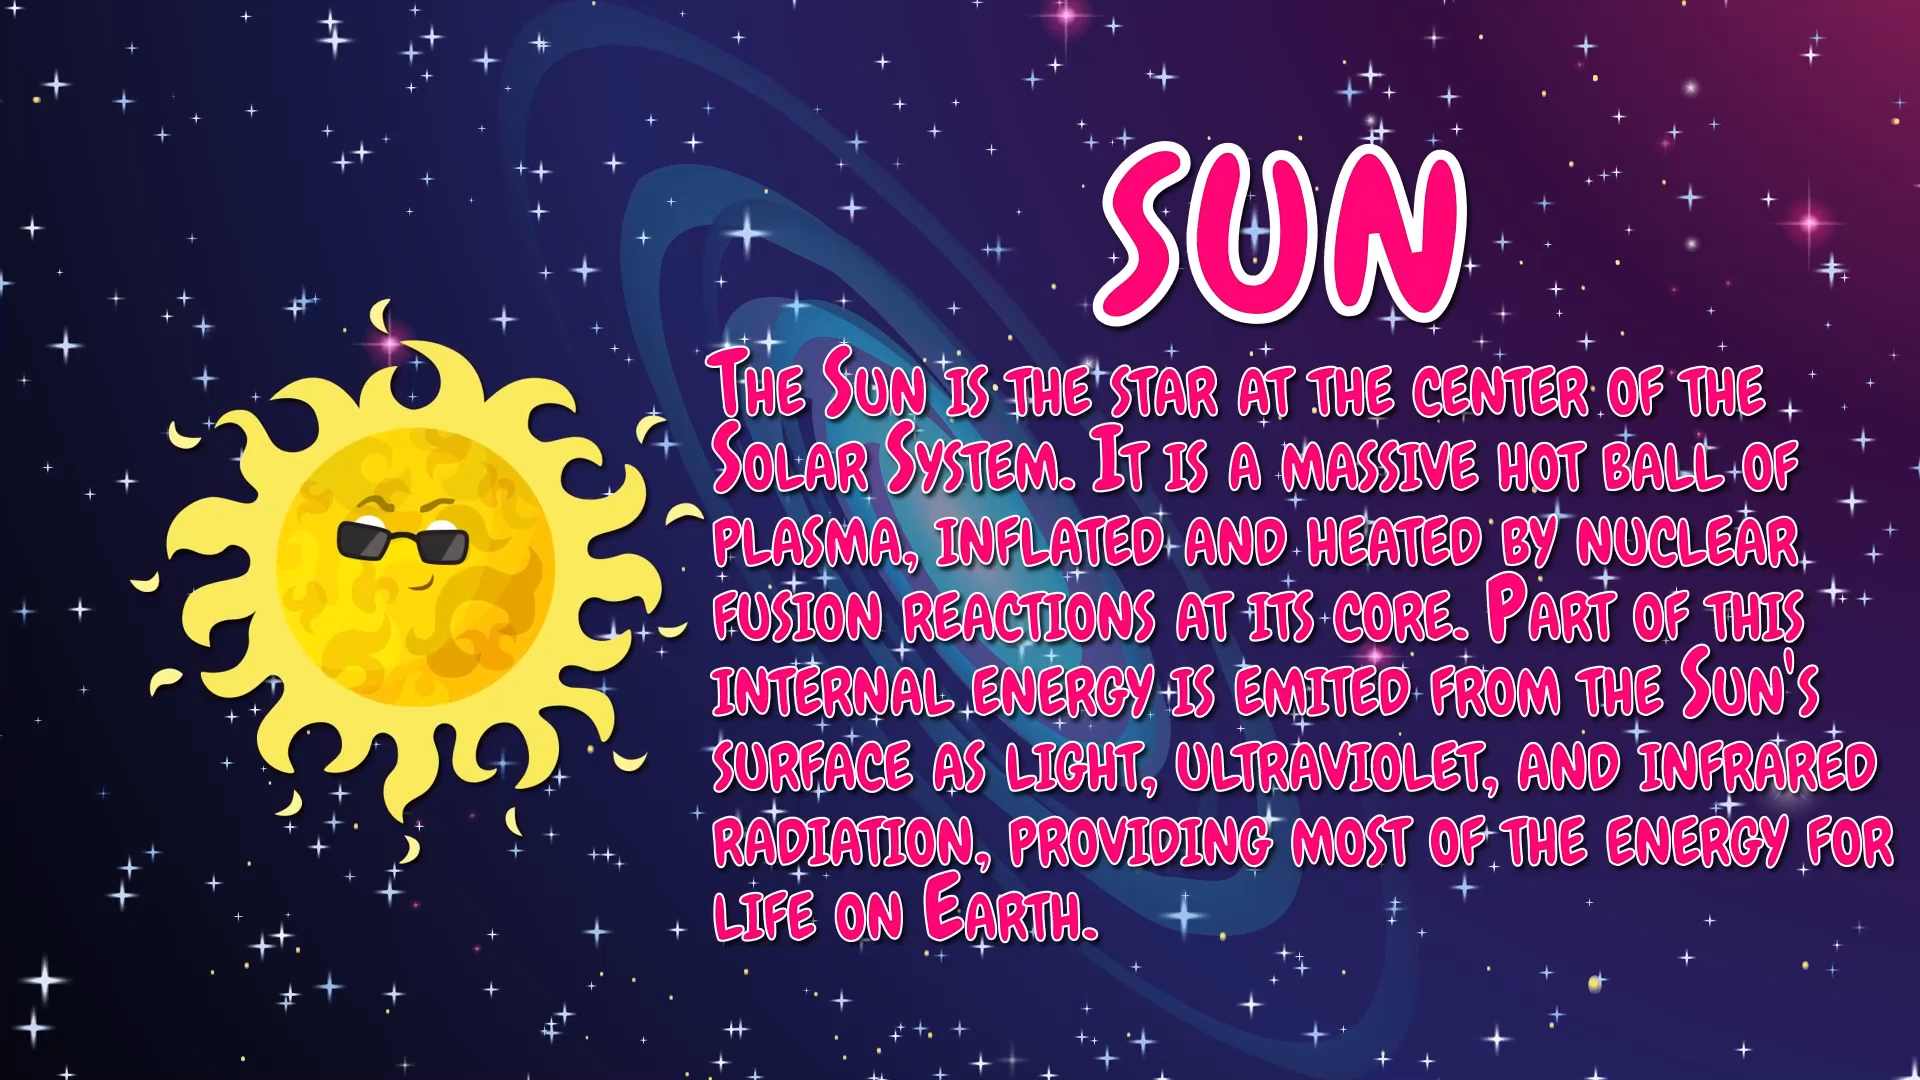 SUN
The Sun is the star at the center of the
Solar System. It is a massive hot ball of
plasma, inflated and heated by nuclear
fusion reactions at its core. Part of this
internal energy is emited from the Sun's
surface as light, ultraviolet, and infrared
radiation, providing most of the energy for
life on Earth.